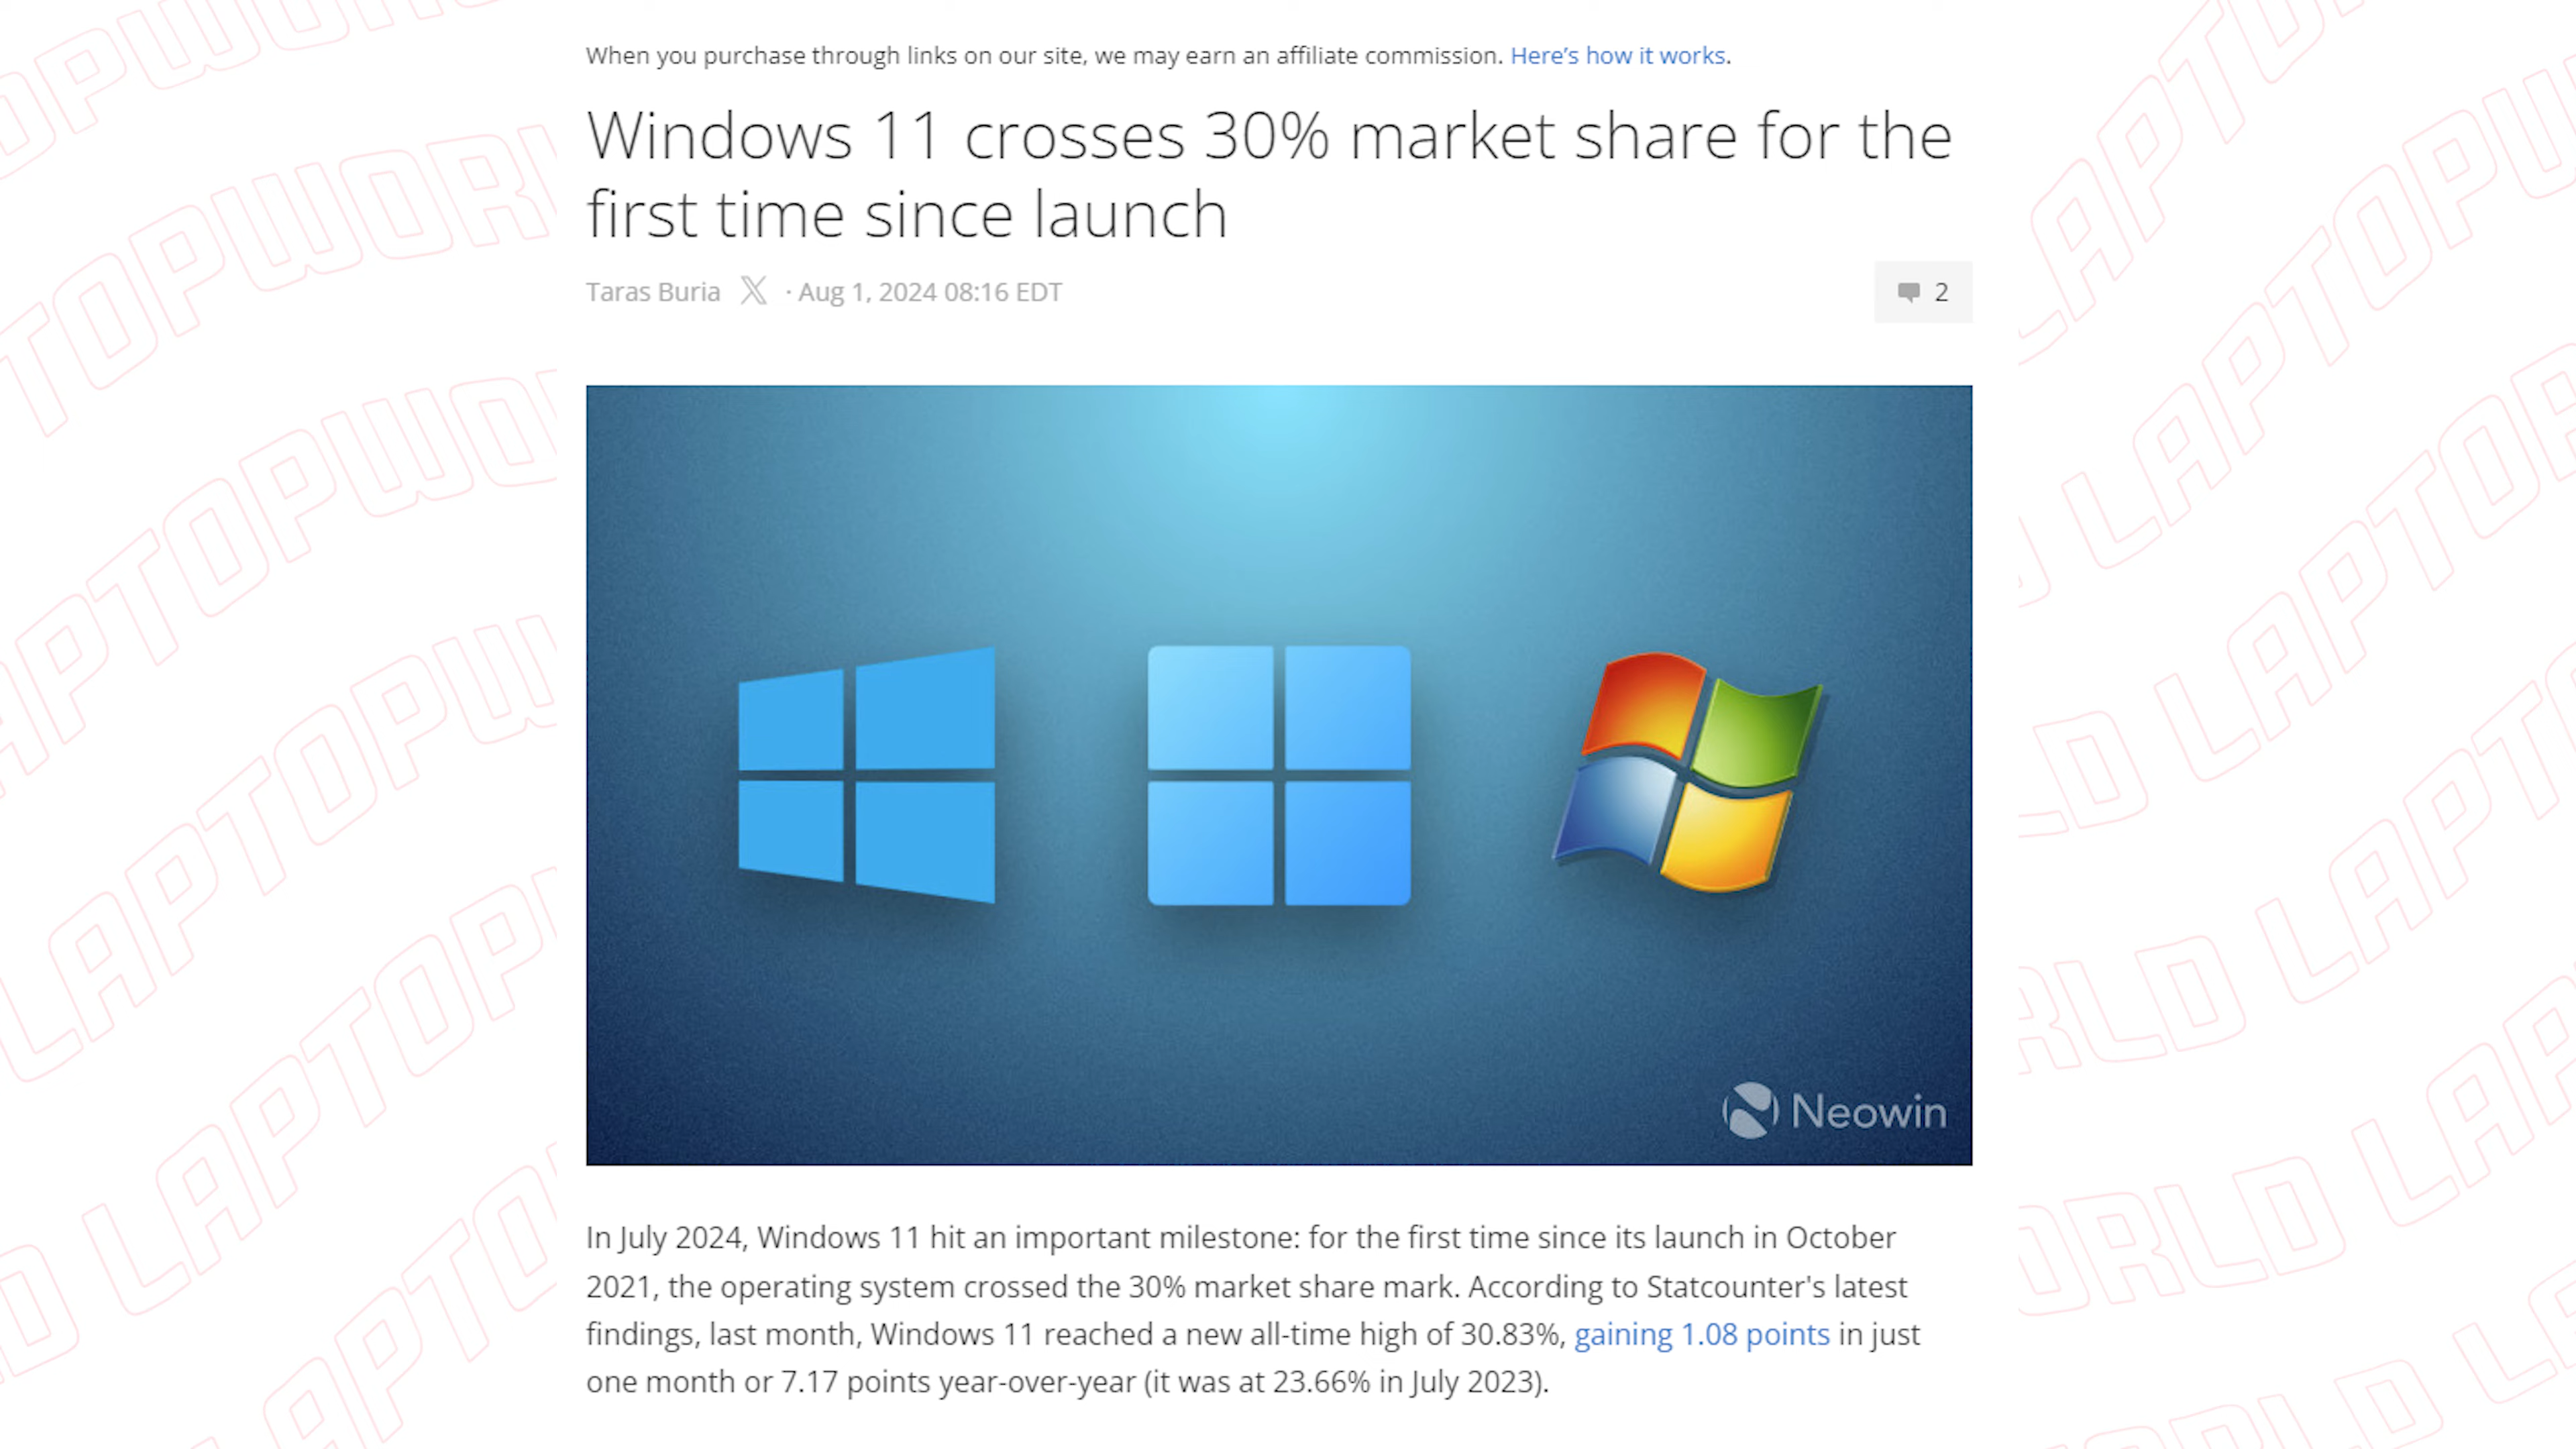 When you purchase through links on our site, we may earn an affiliate commission. Here’s how it works.
Windows 11 crosses 30% market share for the
first time since launch
Taras Buria X · Aug 1, 2024 08:16 EDT
2
Neowin
In July 2024, Windows 11 hit an important milestone: for the first time since its launch in October
2021, the operating system crossed the 30% market share mark. According to Statcounter's latest
findings, last month, Windows 11 reached a new all-time high of 30.83%, gaining 1.08 points in just
one month or 7.17 points year-over-year (it was at 23.66% in July 2023).
LAPTOPWORLD LAPTOPWORLD